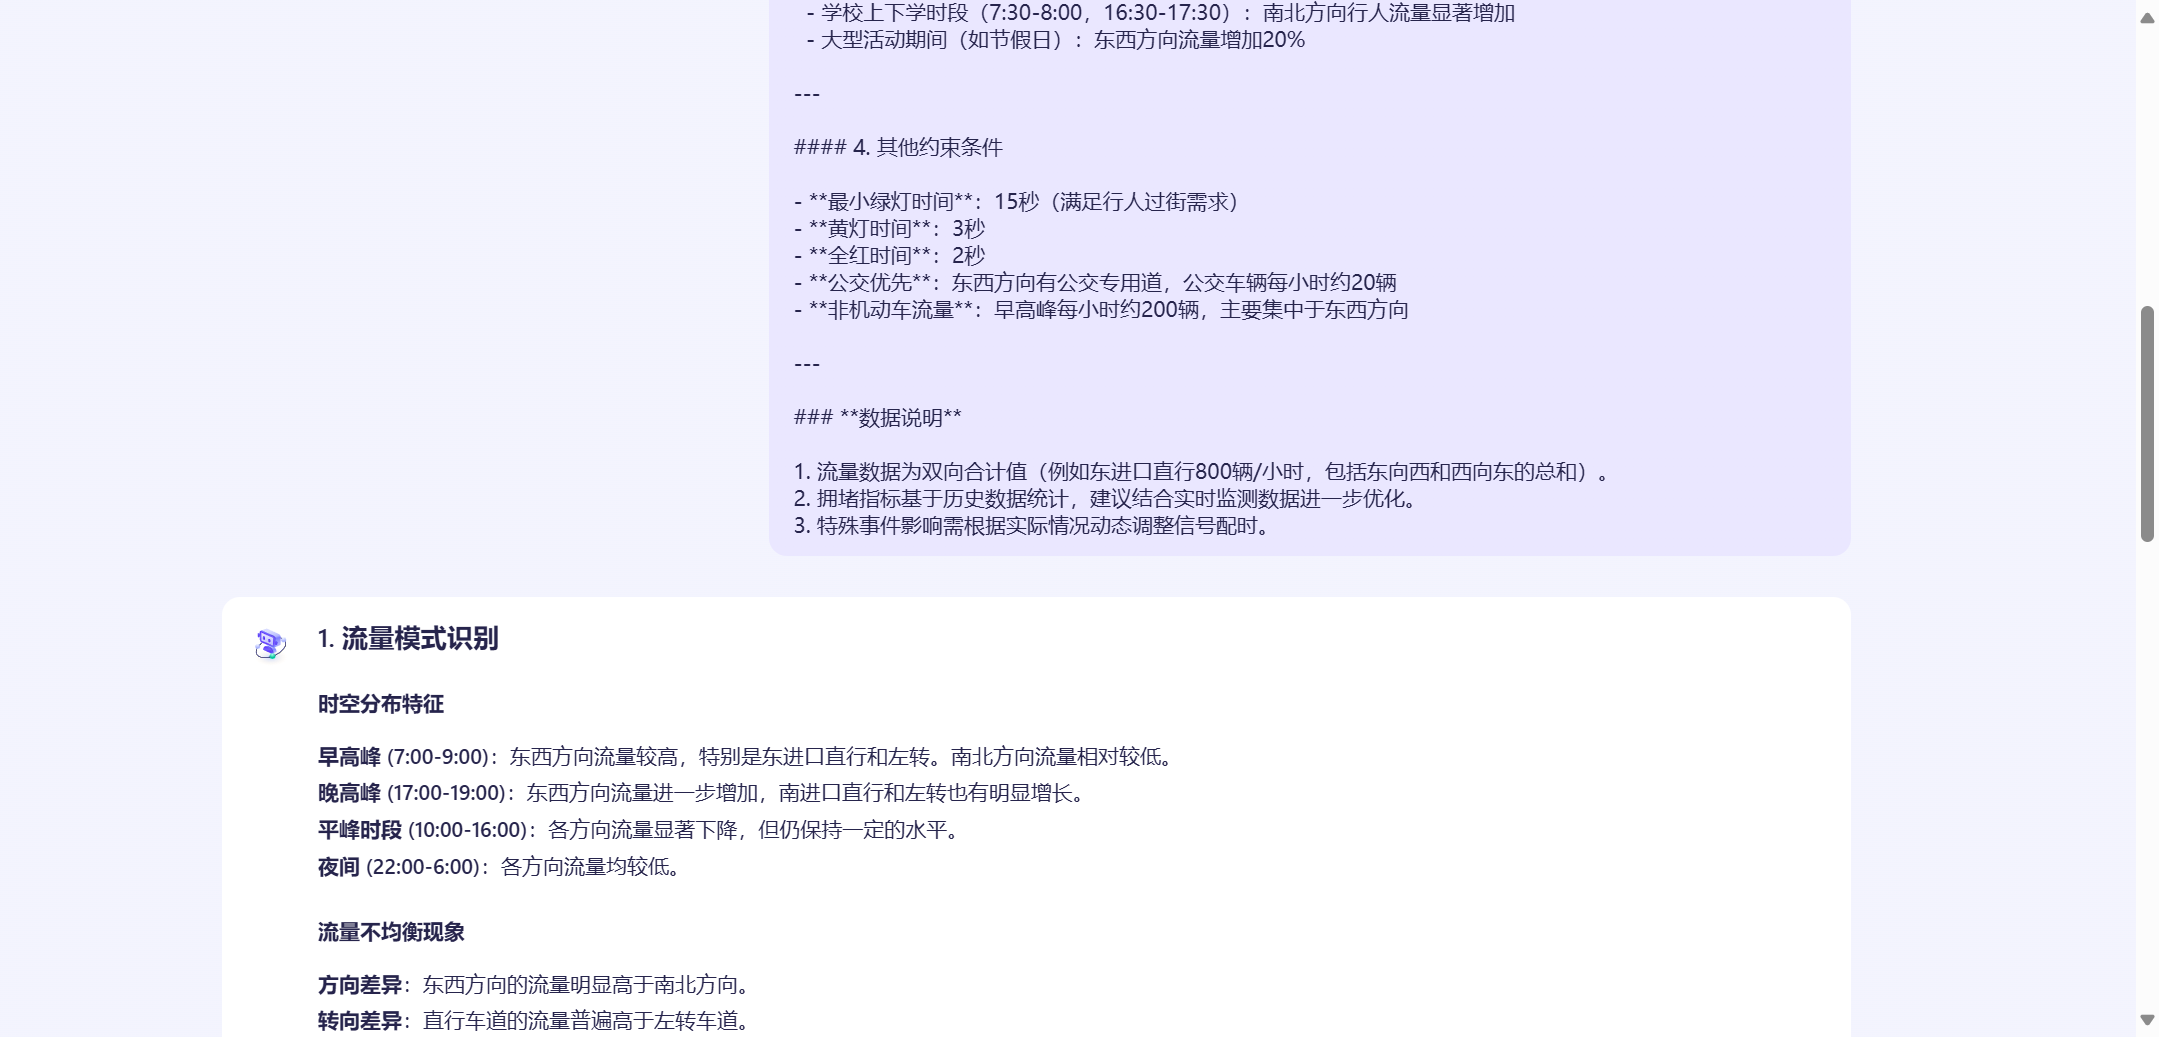 - 学校上下学时段（7:30-8:00，16:30-17:30）：南北方向行人流量显著增加
- 大型活动期间（如节假日）：东西方向流量增加20%
---
#### 4. 其他约束条件
- **最小绿灯时间**：15秒（满足行人过街需求）
- **黄灯时间**：3秒
- **全红时间**：2秒
- **公交优先**：东西方向有公交专用道，公交车辆每小时约20辆
- **非机动车流量**：早高峰每小时约200辆，主要集中于东西方向
---
### **数据说明**
1. 流量数据为双向合计值（例如东进口直行800辆/小时，包括东向西和西向东的总和）。
2. 拥堵指标基于历史数据统计，建议结合实时监测数据进一步优化。
3. 特殊事件影响需根据实际情况动态调整信号配时。
1. 流量模式识别
时空分布特征
早高峰 (7:00-9:00)：东西方向流量较高，特别是东进口直行和左转。南北方向流量相对较低。
晚高峰 (17:00-19:00)：东西方向流量进一步增加，南进口直行和左转也有明显增长。
平峰时段 (10:00-16:00)：各方向流量显著下降，但仍保持一定的水平。
夜间 (22:00-6:00)：各方向流量均较低。
流量不均衡现象
方向差异：东西方向的流量明显高于南北方向。
转向差异：直行车道的流量普遍高于左转车道。